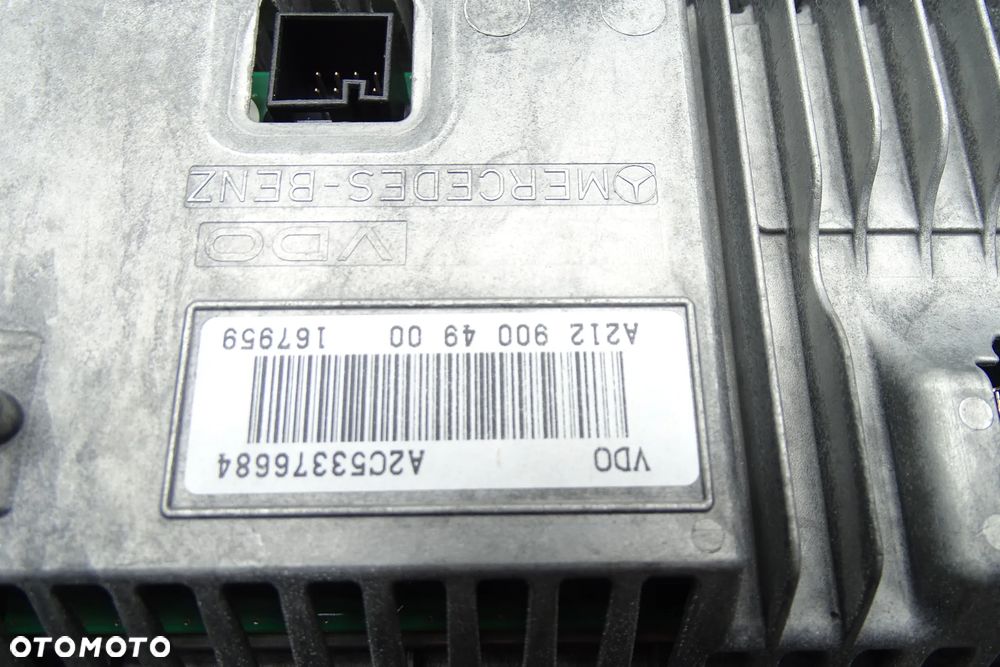 VDO A2C53376684
A212 900 49 00 167959
VDO
MERCEDES-BENZ
OTOMOTO